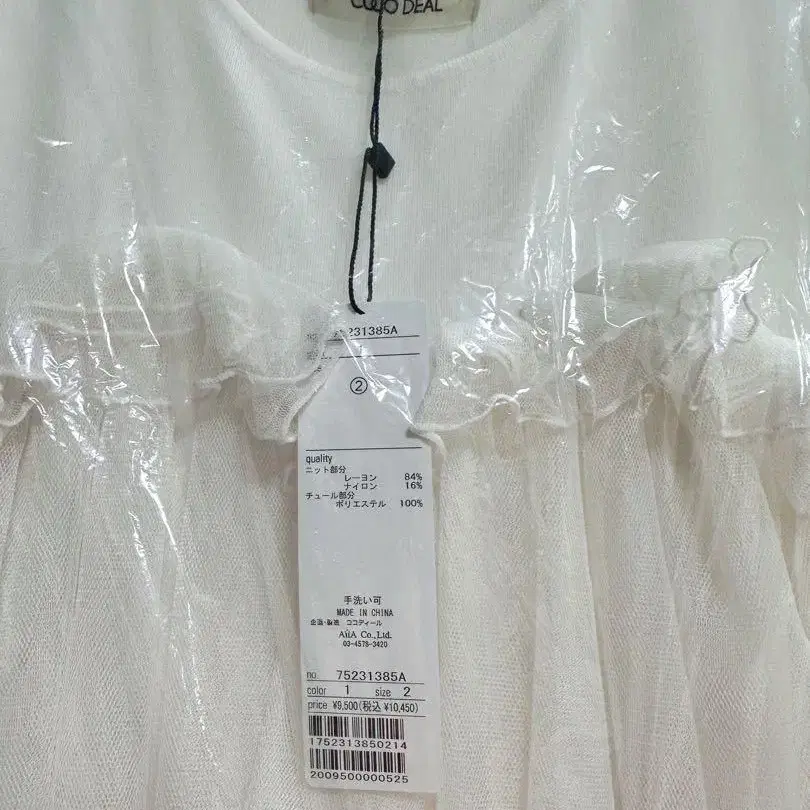 COCO DEAL
231385A
②
quality
ニット部分
レーヨン 84%
ナイロン 16%
チュール部分
ポリエステル 100%
手洗い可
MADE IN CHINA
企画・製造 ココディール
AüA Co.,Ltd.
03-4578-3420
no. 75231385A
color 1 size 2
price ¥9,500(税込 ¥10,450)
1752313850214
2009500000525